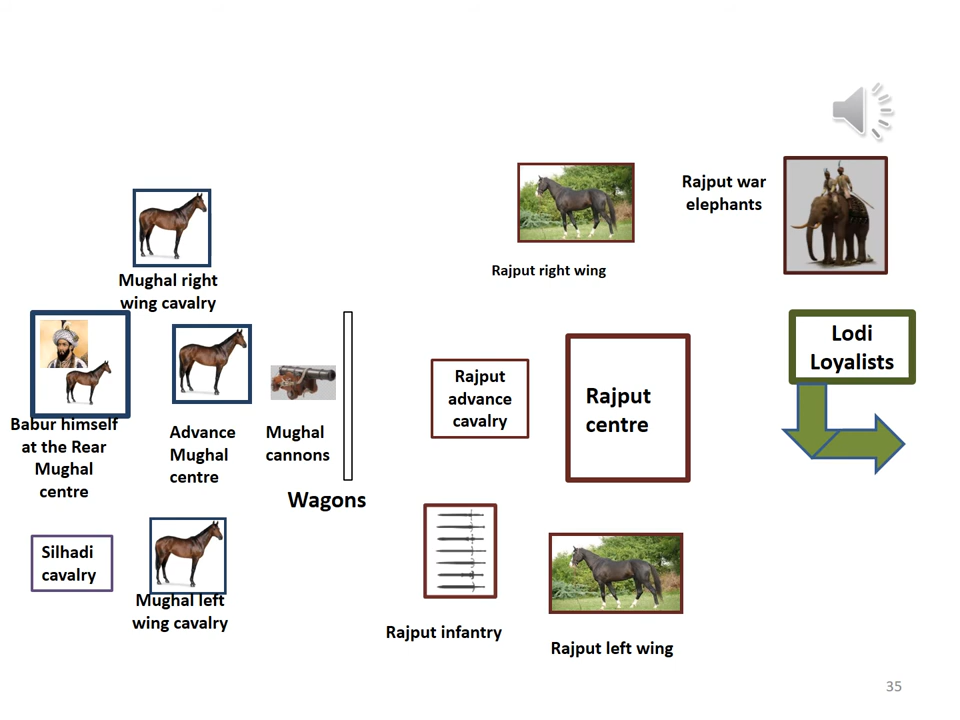 Rajput war
elephants
Mughal right
wing cavalry
Rajput right wing
Lodi
Loyalists
Babur himself
at the Rear
Mughal
centre
Advance
Mughal
centre
Mughal
cannons
Wagons
Rajput
advance
cavalry
Rajput
centre
Silhadi
cavalry
Mughal left
wing cavalry
Rajput infantry
Rajput left wing
35